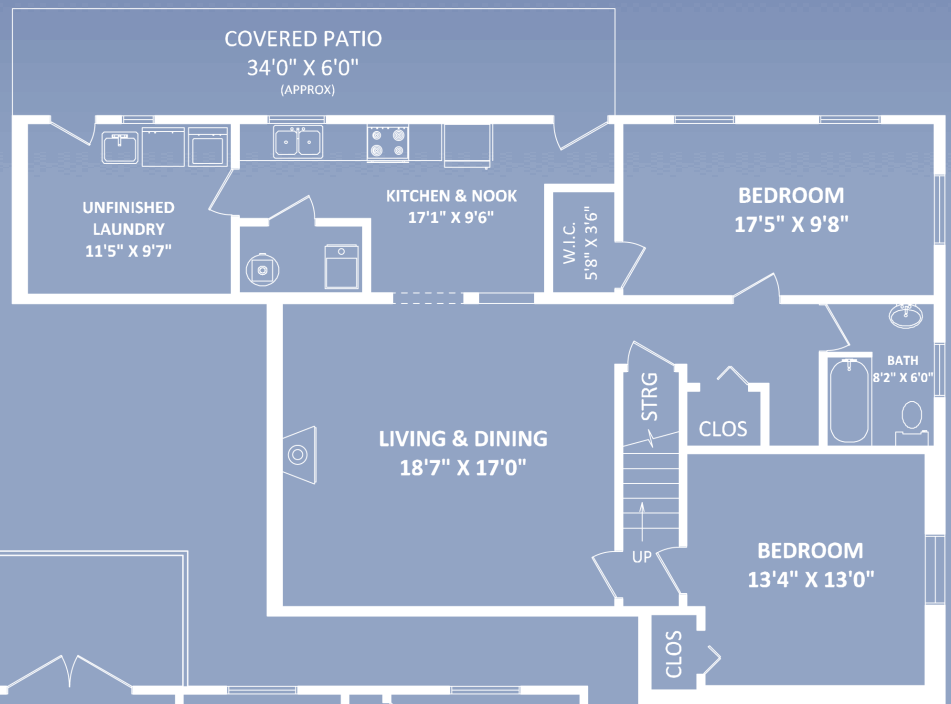 COVERED PATIO
34'0" X 6'0"
(APPROX)
UNFINISHED
LAUNDRY
11'5" X 9'7"
KITCHEN & NOOK
17'1" X 9'6"
W.I.C.
5'8" X 3'6"
BEDROOM
17'5" X 9'8"
BATH
8'2" X 6'0"
STRG
CLOS
LIVING & DINING
18'7" X 17'0"
UP
BEDROOM
13'4" X 13'0"
CLOS